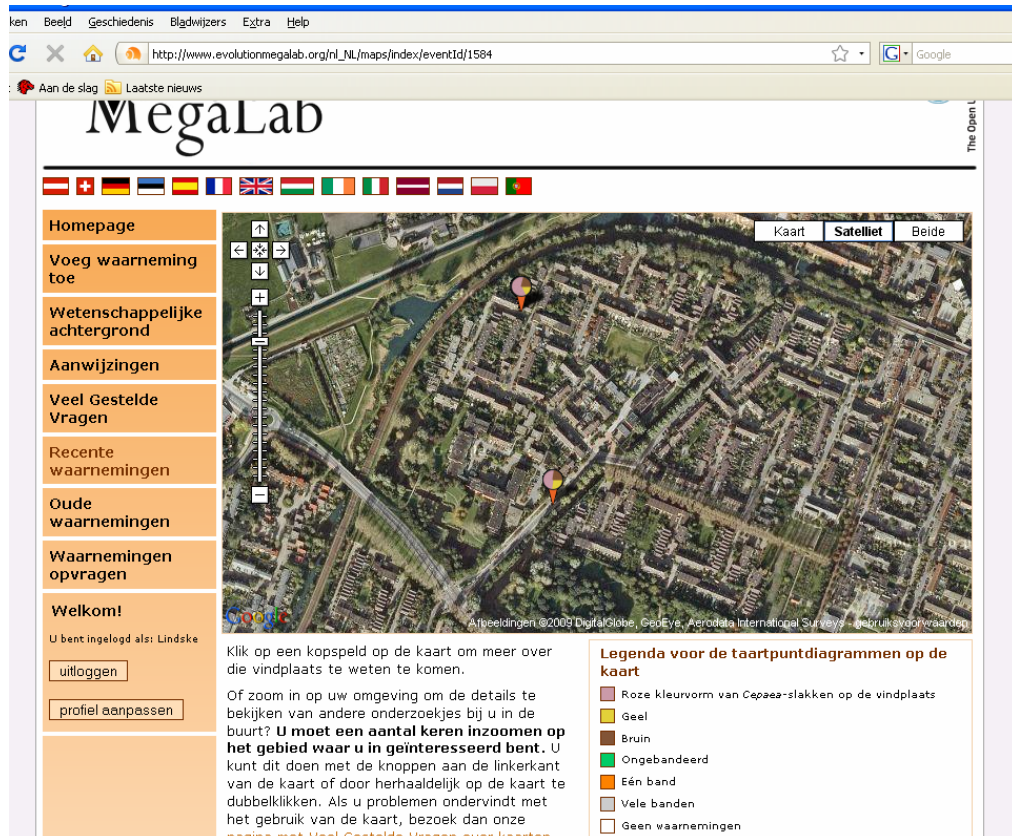 ken Beeld Geschiedenis Bladwijzers Extra Help
http://www.evolutionmegalab.org/nl_NL/maps/index/eventId/1584
Google
Aan de slag Laatste nieuws
MegaLab
The Open
Homepage
Voeg waarneming
toe
Wetenschappelijke
achtergrond
Aanwijzingen
Veel Gestelde
Vragen
Recente
waarnemingen
Oude
waarnemingen
Waarnemingen
opvragen
Welkom!
U bent ingelogd als: Lindske
uitloggen
profiel aanpassen
Kaart Satelliet Beide
Google
Afbeeldingen ©2009 DigitalGlobe, GeoEye, Aerodata International Surveys - gebruiksvoorwaarden
Klik op een kopspeld op de kaart om meer over
die vindplaats te weten te komen.
Of zoom in op uw omgeving om de details te
bekijken van andere onderzoekjes bij u in de
buurt? U moet een aantal keren inzoomen op
het gebied waar u in geïnteresseerd bent. U
kunt dit doen met de knoppen aan de linkerkant
van de kaart of door herhaaldelijk op de kaart te
dubbelklikken. Als u problemen ondervindt met
het gebruik van de kaart, bezoek dan onze
pagina met Veel Gestelde Vragen over kaarten
Legenda voor de taartpuntdiagrammen op de
kaart
Roze kleurvorm van Cepaea-slakken op de vindplaats
Geel
Bruin
Ongebandeerd
Eén band
Vele banden
Geen waarnemingen